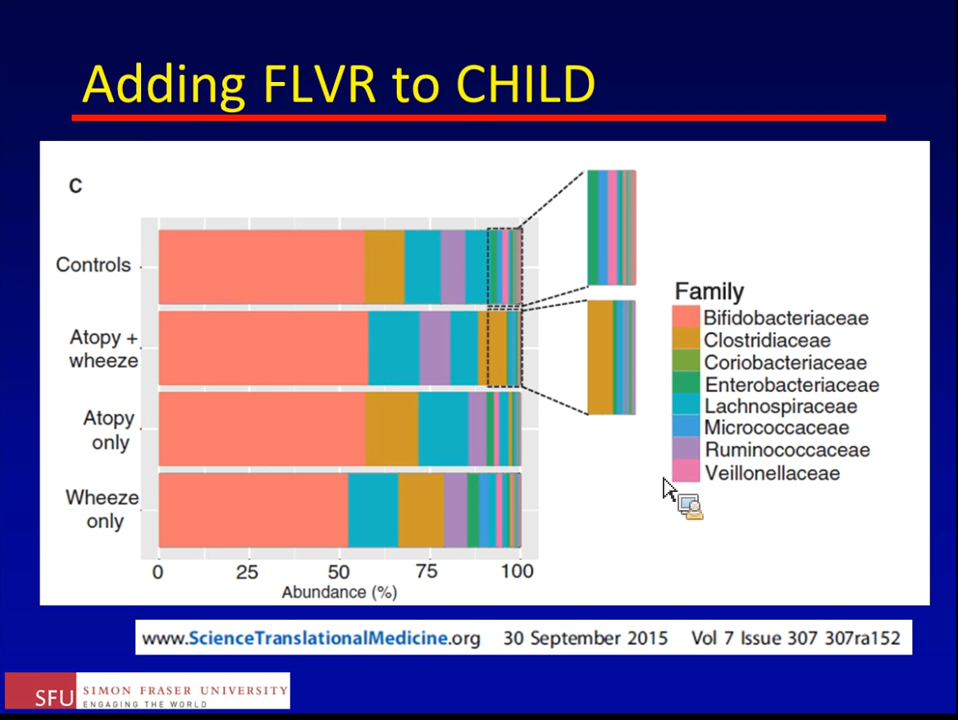 Adding FLVR to CHILD
C
Controls
Atopy +
wheeze
Atopy
only
Wheeze
only
0 25 50 75 100
Abundance (%)
Family
Bifidobacteriaceae
Clostridiaceae
Coriobacteriaceae
Enterobacteriaceae
Lachnospiraceae
Micrococcaceae
Ruminococcaceae
Veillonellaceae
www.ScienceTranslationalMedicine.org 30 September 2015 Vol 7 Issue 307 307ra152
SFU SIMON FRASER UNIVERSITY
ENGAGING THE WORLD